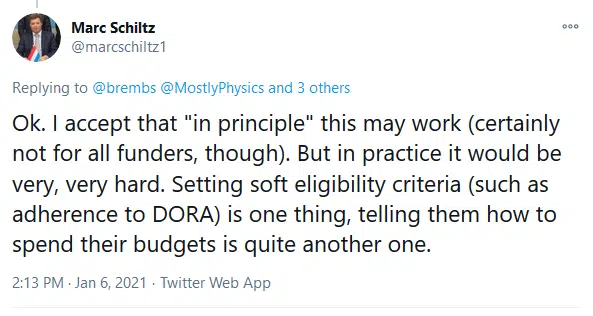 Marc Schiltz
@marcschiltz1
Replying to @brembs @MostlyPhysics and 3 others
Ok. I accept that "in principle" this may work (certainly
not for all funders, though). But in practice it would be
very, very hard. Setting soft eligibility criteria (such as
adherence to DORA) is one thing, telling them how to
spend their budgets is quite another one.
2:13 PM · Jan 6, 2021 · Twitter Web App